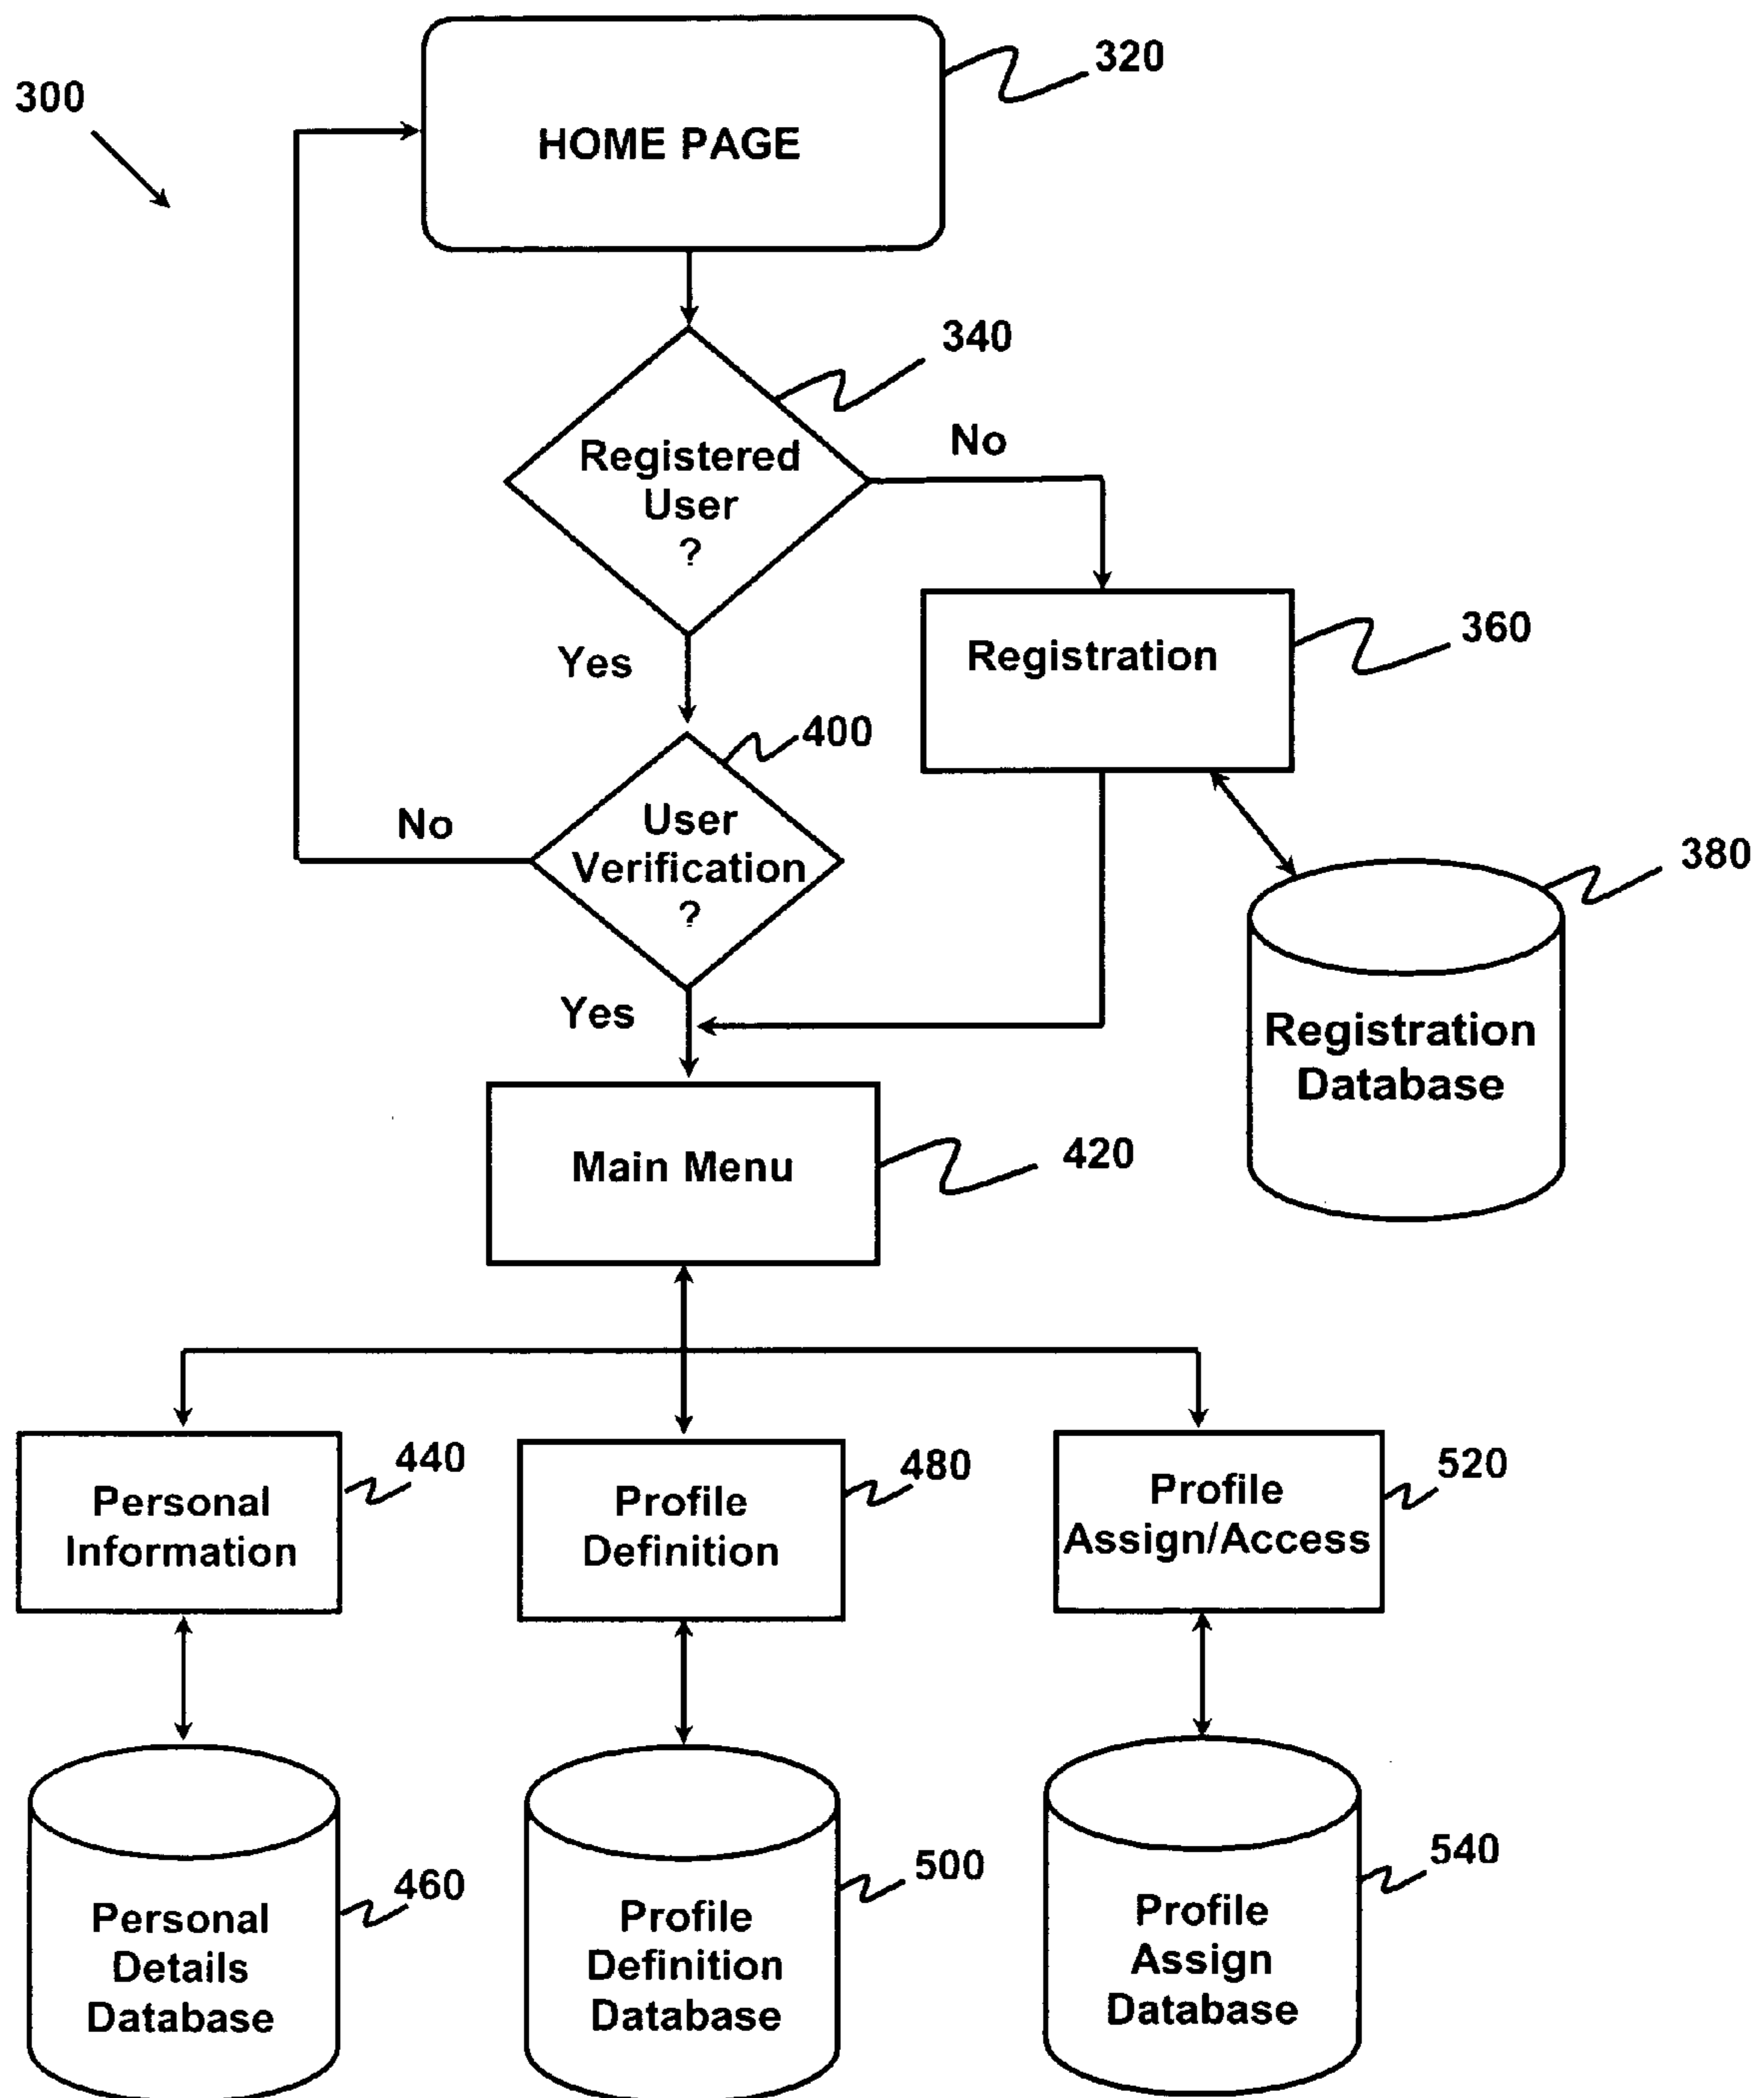 300
320
HOME PAGE
340
Registered
User
?
No
Yes
360
Registration
400
User
Verification
?
No
Yes
380
Registration
Database
420
Main Menu
440
Personal
Information
480
Profile
Definition
520
Profile
Assign/Access
460
Personal
Details
Database
500
Profile
Definition
Database
540
Profile
Assign
Database